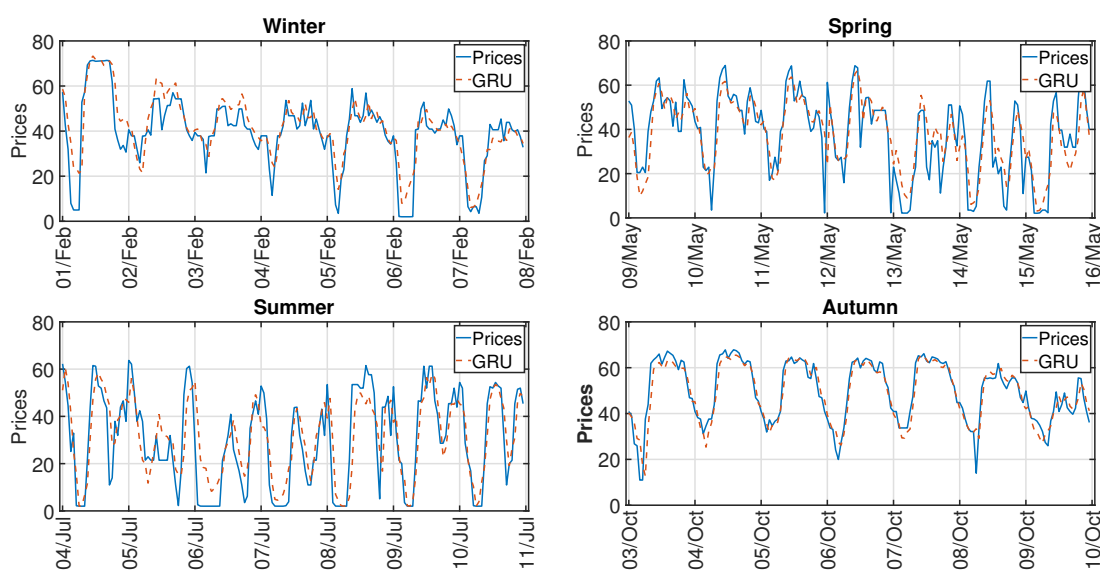 Winter
Prices
80
60
40
20
0
Prices
GRU
01/Feb
02/Feb
03/Feb
04/Feb
05/Feb
06/Feb
07/Feb
08/Feb
Spring
Prices
80
60
40
20
0
Prices
GRU
09/May
10/May
11/May
12/May
13/May
14/May
15/May
16/May
Summer
Prices
80
60
40
20
0
Prices
GRU
04/Jul
05/Jul
06/Jul
07/Jul
08/Jul
09/Jul
10/Jul
11/Jul
Autumn
Prices
80
60
40
20
0
Prices
GRU
03/Oct
04/Oct
05/Oct
06/Oct
07/Oct
08/Oct
09/Oct
10/Oct